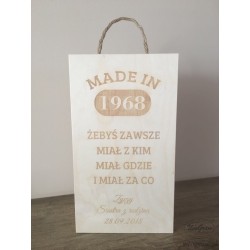 MADE IN
1968
ŻEBYŚ ZAWSZE
MIAŁ Z KIM
MIAŁ GDZIE
I MIAŁ ZA CO